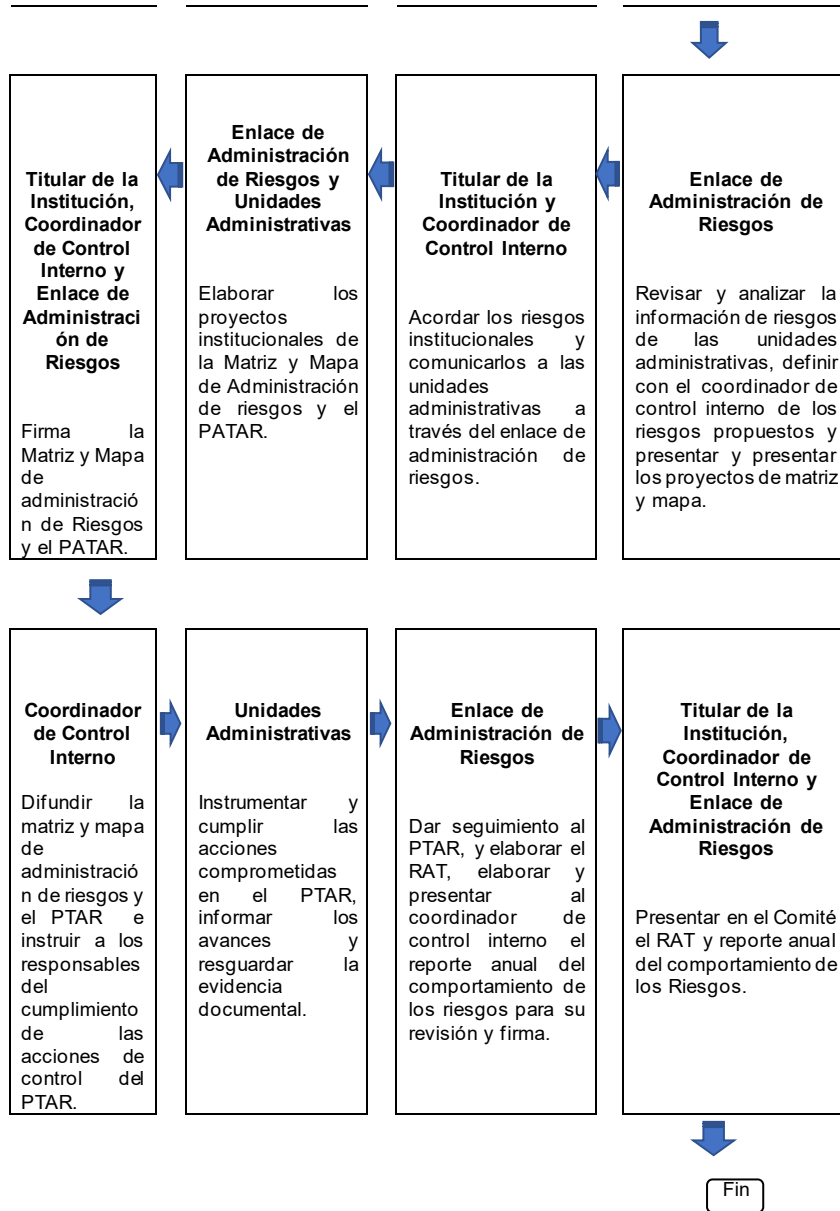 Titular de la
Institución,
Coordinador
de Control
Interno y
Enlace de
Administraci
ón de
Riesgos
Firma la
Matriz y Mapa
de
administració
n de Riesgos
y el PATAR.
Enlace de
Administración
de Riesgos y
Unidades
Administrativas
Elaborar los
proyectos
institucionales de
la Matriz y Mapa
de Administración
de riesgos y el
PATAR.
Titular de la
Institución y
Coordinador de
Control Interno
Acordar los riesgos
institucionales y
comunicarlos a las
unidades
administrativas a
través del enlace de
administración de
riesgos.
Enlace de
Administración de
Riesgos
Revisar y analizar la
información de riesgos
de las unidades
administrativas, definir
con el coordinador de
control interno de los
riesgos propuestos y
presentar y presentar
los proyectos de matriz
y mapa.
Coordinador
de Control
Interno
Difundir la
matriz y mapa
de
administració
n de riesgos y
el PTAR e
instruir a los
responsables
del
cumplimiento
de las
acciones de
control del
PTAR.
Unidades
Administrativas
Instrumentar y
cumplir las
acciones
comprometidas
en el PTAR,
informar los
avances y
resguardar la
evidencia
documental.
Enlace de
Administración de
Riesgos
Dar seguimiento al
PTAR, y elaborar el
RAT, elaborar y
presentar al
coordinador de
control interno el
reporte anual del
comportamiento de
los riesgos para su
revisión y firma.
Titular de la
Institución,
Coordinador de
Control Interno y
Enlace de
Administración de
Riesgos
Presentar en el Comité
el RAT y reporte anual
del comportamiento de
los Riesgos.
Fin